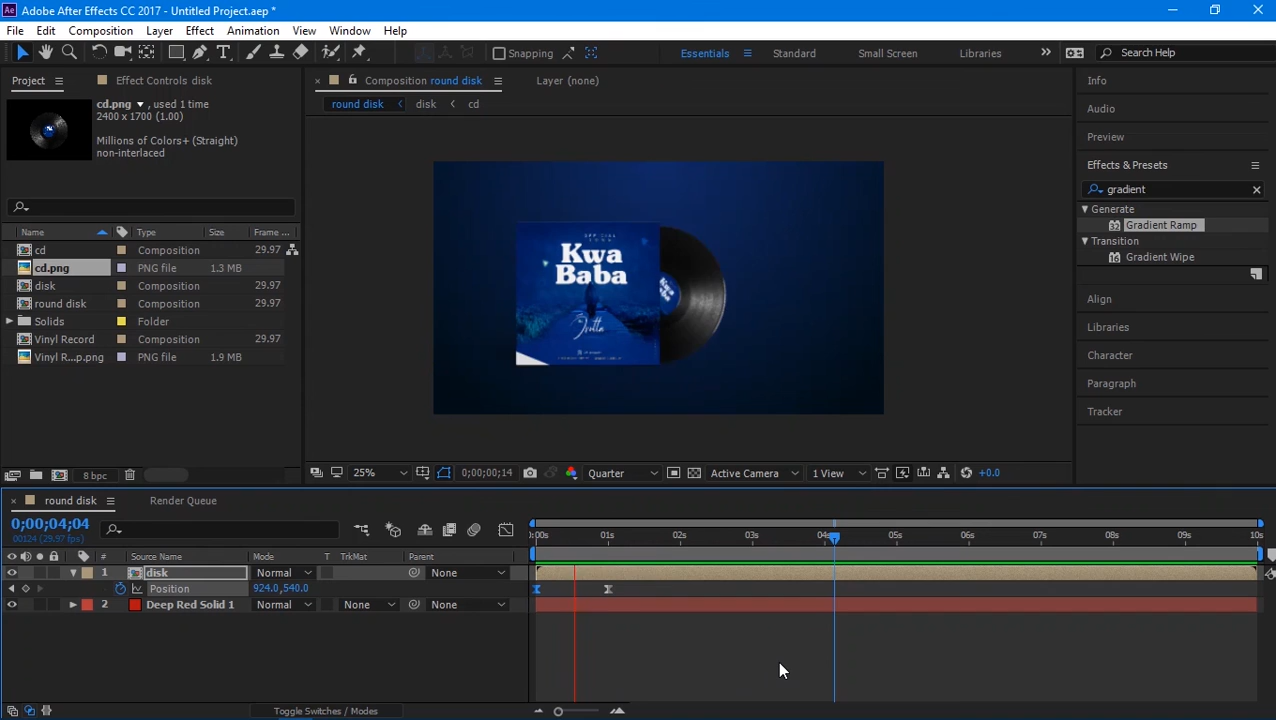 Adobe After Effects CC 2017 - Untitled Project.aep *
File Edit Composition Layer Effect Animation View Window Help
Snapping Essentials Standard Small Screen Libraries Search Help
Project Effect Controls disk Composition round disk Layer (none) Info
round disk disk cd
cd.png , used 1 time
2400 x 1700 (1.00)
Millions of Colors+ (Straight)
non-interlaced
Audio
Preview
Effects & Presets
gradient
Generate
Gradient Ramp
Transition
Gradient Wipe
Align
Libraries
Character
Paragraph
Tracker
Name Type Size Frame ...
cd Composition 29.97
cd.png PNG file 1.3 MB
disk Composition 29.97
round disk Composition 29.97
Solids Folder
Vinyl Record Composition 29.97
Vinyl R...p.png PNG file 1.9 MB
OFFICIAL
Kwa
Baba
Kwa
Baba
8 bpc 25% 0;00;00;14 Quarter Active Camera 1 View +0.0
round disk Render Queue
0;00;04;04
00124 (29.97 fps)
:00s 01s 02s 03s 04s 05s 06s 07s 08s 09s 10s
# Source Name Mode T TrkMat Parent
1 disk Normal None
Position 924.0,540.0
2 Deep Red Solid 1 Normal None None
Toggle Switches / Modes